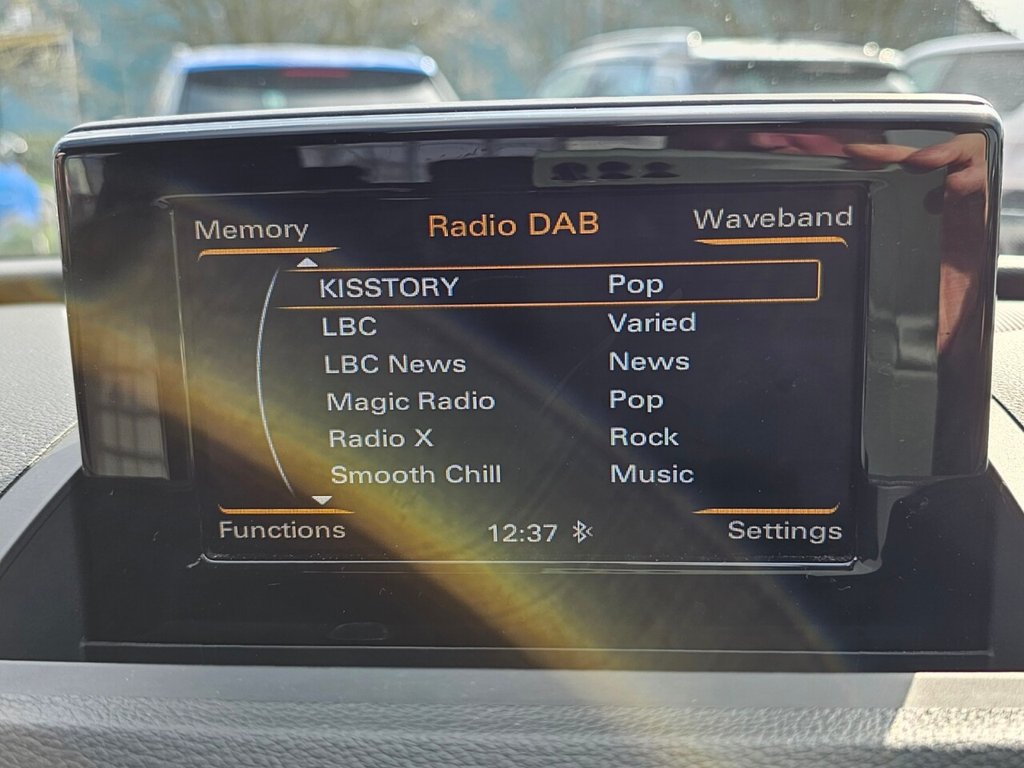 Memory Radio DAB Waveband
KISSTORY Pop
LBC Varied
LBC News News
Magic Radio Pop
Radio X Rock
Smooth Chill Music
Functions 12:37 Settings